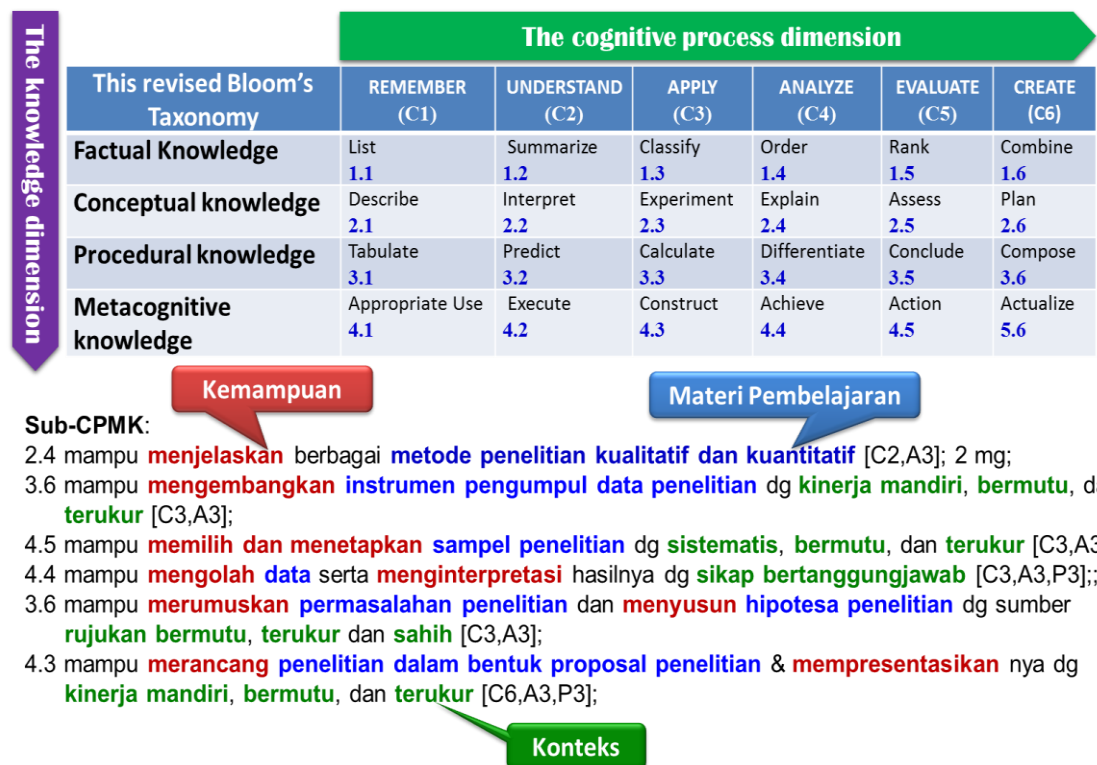 The knowledge dimension
The cognitive process dimension
This revised Bloom's Taxonomy REMEMBER (C1) UNDERSTAND (C2) APPLY (C3) ANALYZE (C4) EVALUATE (C5) CREATE (C6)
Factual Knowledge List Summarize Classify Order Rank Combine
1.1 1.2 1.3 1.4 1.5 1.6
Conceptual knowledge Describe Interpret Experiment Explain Assess Plan
2.1 2.2 2.3 2.4 2.5 2.6
Procedural knowledge Tabulate Predict Calculate Differentiate Conclude Compose
3.1 3.2 3.3 3.4 3.5 3.6
Metacognitive knowledge Appropriate Use Execute Construct Achieve Action Actualize
4.1 4.2 4.3 4.4 4.5 5.6
Kemampuan
Materi Pembelajaran
Sub-CPMK:
2.4 mampu menjelaskan berbagai metode penelitian kualitatif dan kuantitatif [C2,A3]; 2 mg;
3.6 mampu mengembangkan instrumen pengumpul data penelitian dg kinerja mandiri, bermutu,
terukur [C3,A3];
4.5 mampu memilih dan menetapkan sampel penelitian dg sistematis, bermutu, dan terukur [C3,A3
4.4 mampu mengolah data serta menginterpretasi hasilnya dg sikap bertanggungjawab [C3,A3,P3];;
3.6 mampu merumuskan permasalahan penelitian dan menyusun hipotesa penelitian dg sumber
rujukan bermutu, terukur dan sahih [C3,A3];
4.3 mampu merancang penelitian dalam bentuk proposal penelitian & mempresentasikan nya dg
kinerja mandiri, bermutu, dan terukur [C6,A3,P3];
Konteks